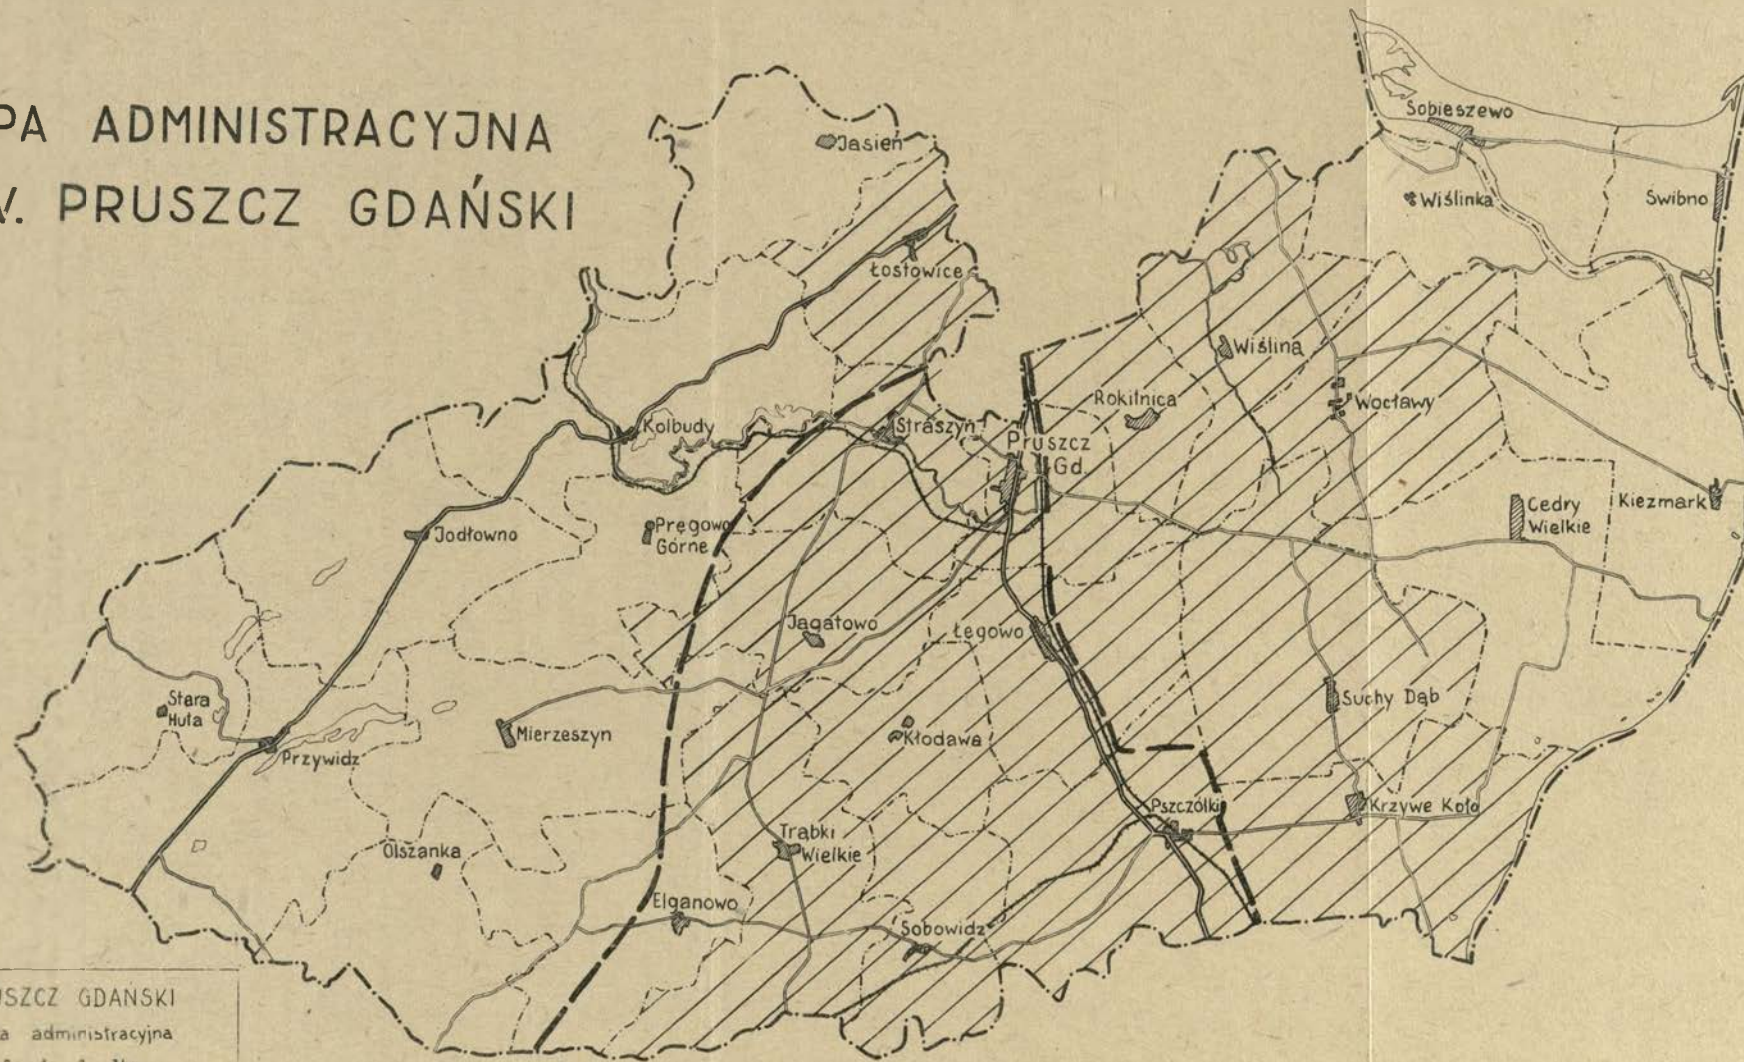 PA ADMINISTRACYJNA
. PRUSZCZ GDAŃSKI
Jasień
Sobieszewo
Wiślinka
Swibno
Łostowice
Wiślina
Rokitnica
Wocławy
Kolbudy
Straszyn
Pruszcz
Gd.
Cedry
Wielkie
Kiezmark
Jodłowno
Pręgowo
Górne
Jagatowo
Łęgowo
Stara
Huta
Przywidz
Mierzeszyn
Kłodawa
Suchy Dąb
Pszczółki
Krzywe Koło
Olszanka
Trąbki
Wielkie
Elganowo
Sobowidz
USZCZ GDAŃSKI
a administracyjna